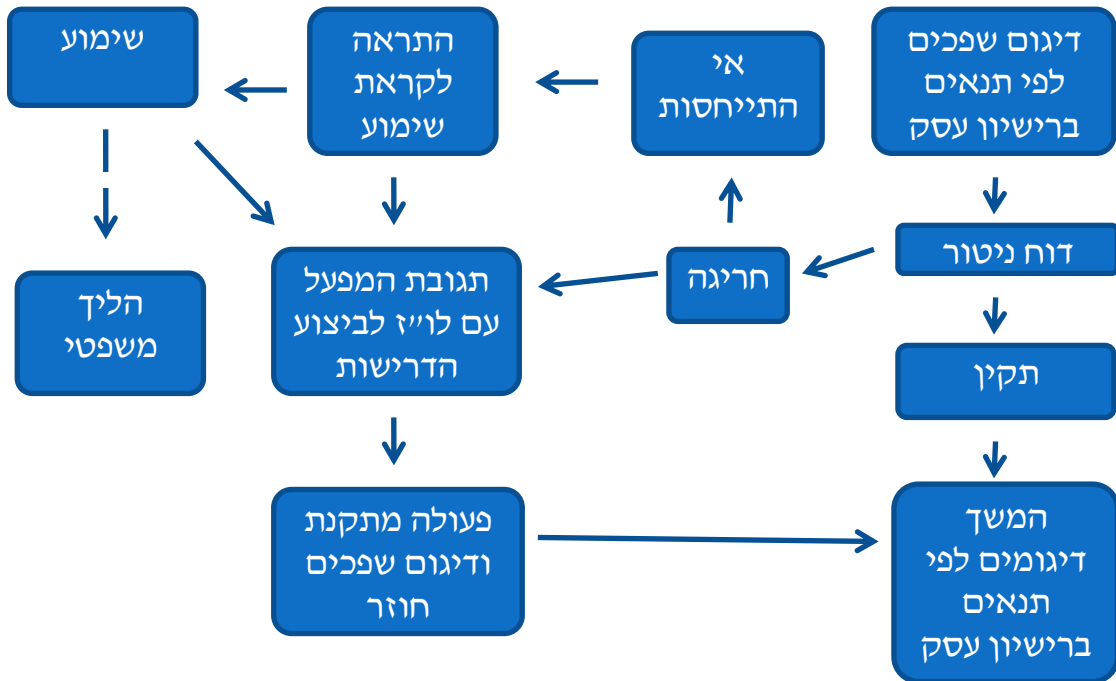 דיגום שפכים
לפי תנאים
ברישיון עסק
אי
התייחסות
התראה
לקראת
שימוע
שימוע
דוח ניטור
חריגה
תגובת המפעל
עם לו״ז לביצוע
הדרישות
הליך
משפטי
תקין
המשך
דיגומים לפי
תנאים
ברישיון עסק
פעולה מתקנת
ודיגום שפכים
חוזר